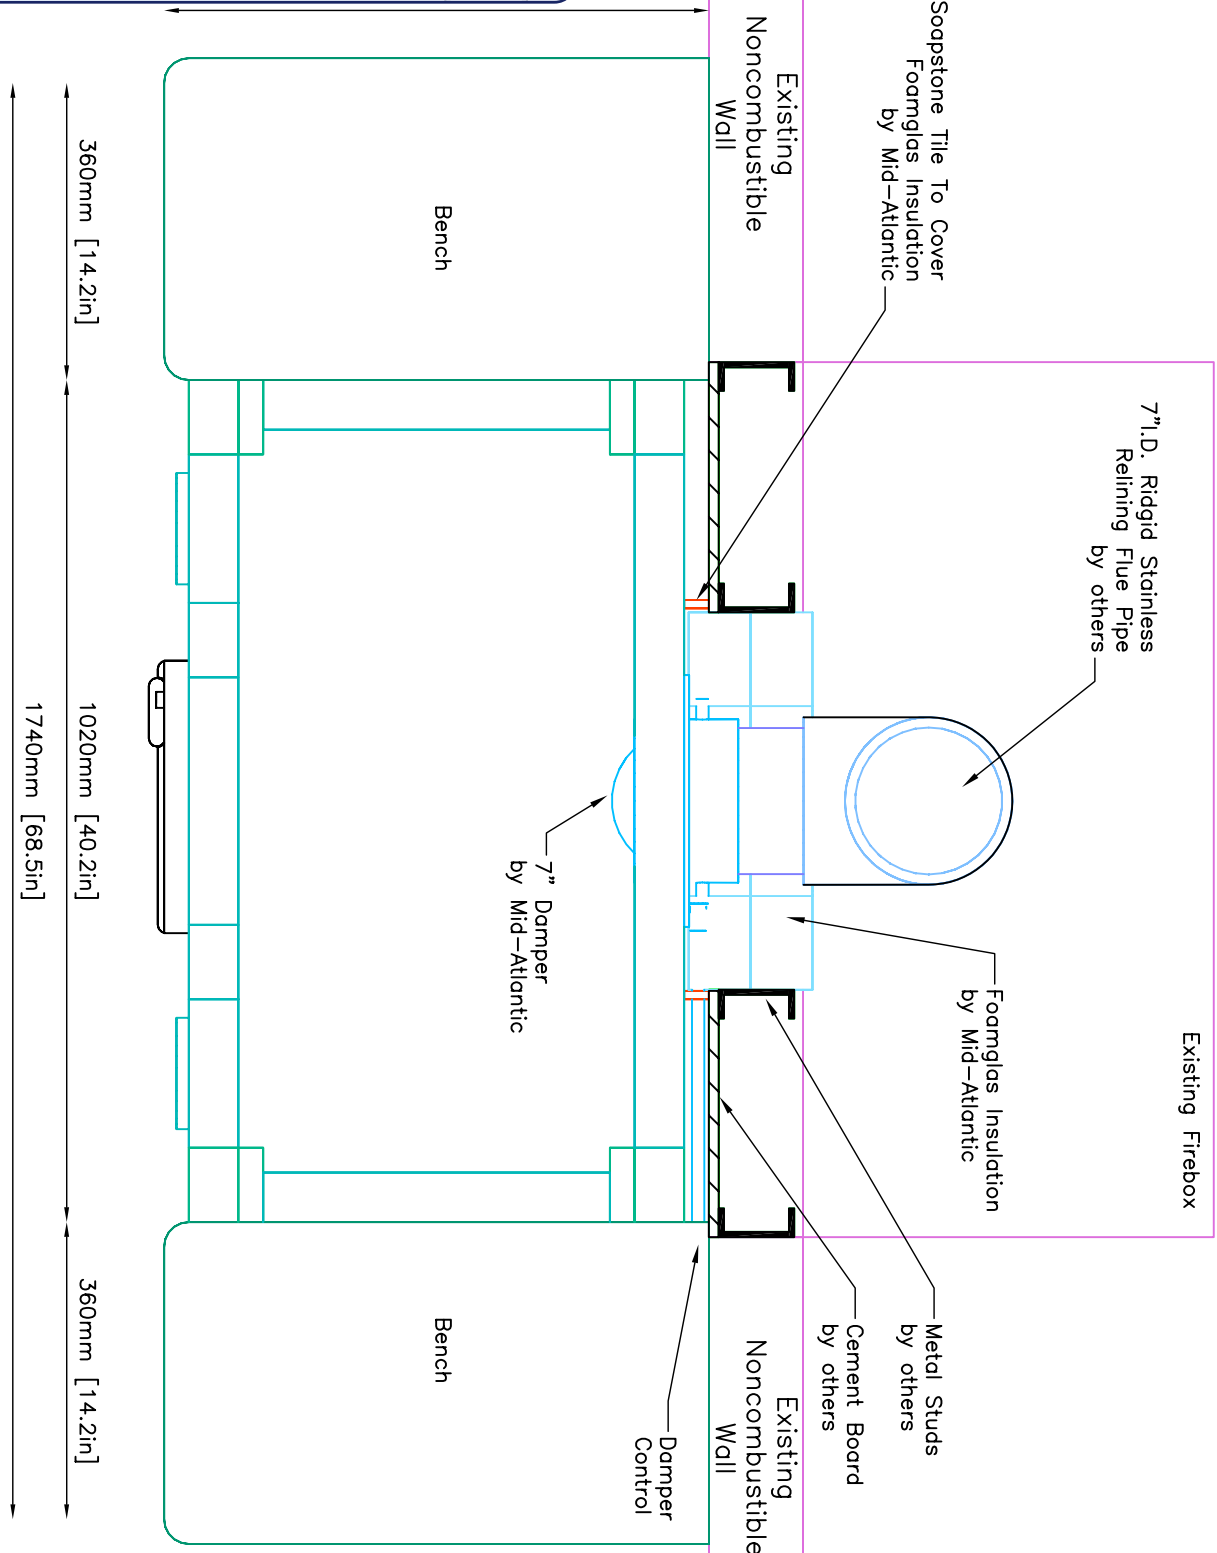 Existing Firebox
7"I.D. Ridgid Stainless
Relining Flue Pipe
by others
Foamglas Insulation
by Mid-Atlantic
Soapstone Tile To Cover
Foamglas Insulation
by Mid-Atlantic
Metal Studs
by others
Cement Board
by others
Existing
Noncombustible
Wall
Existing
Noncombustible
Wall
Damper
Control
7" Damper
by Mid-Atlantic
Bench
Bench
360mm [14.2in]
1020mm [40.2in]
360mm [14.2in]
1740mm [68.5in]